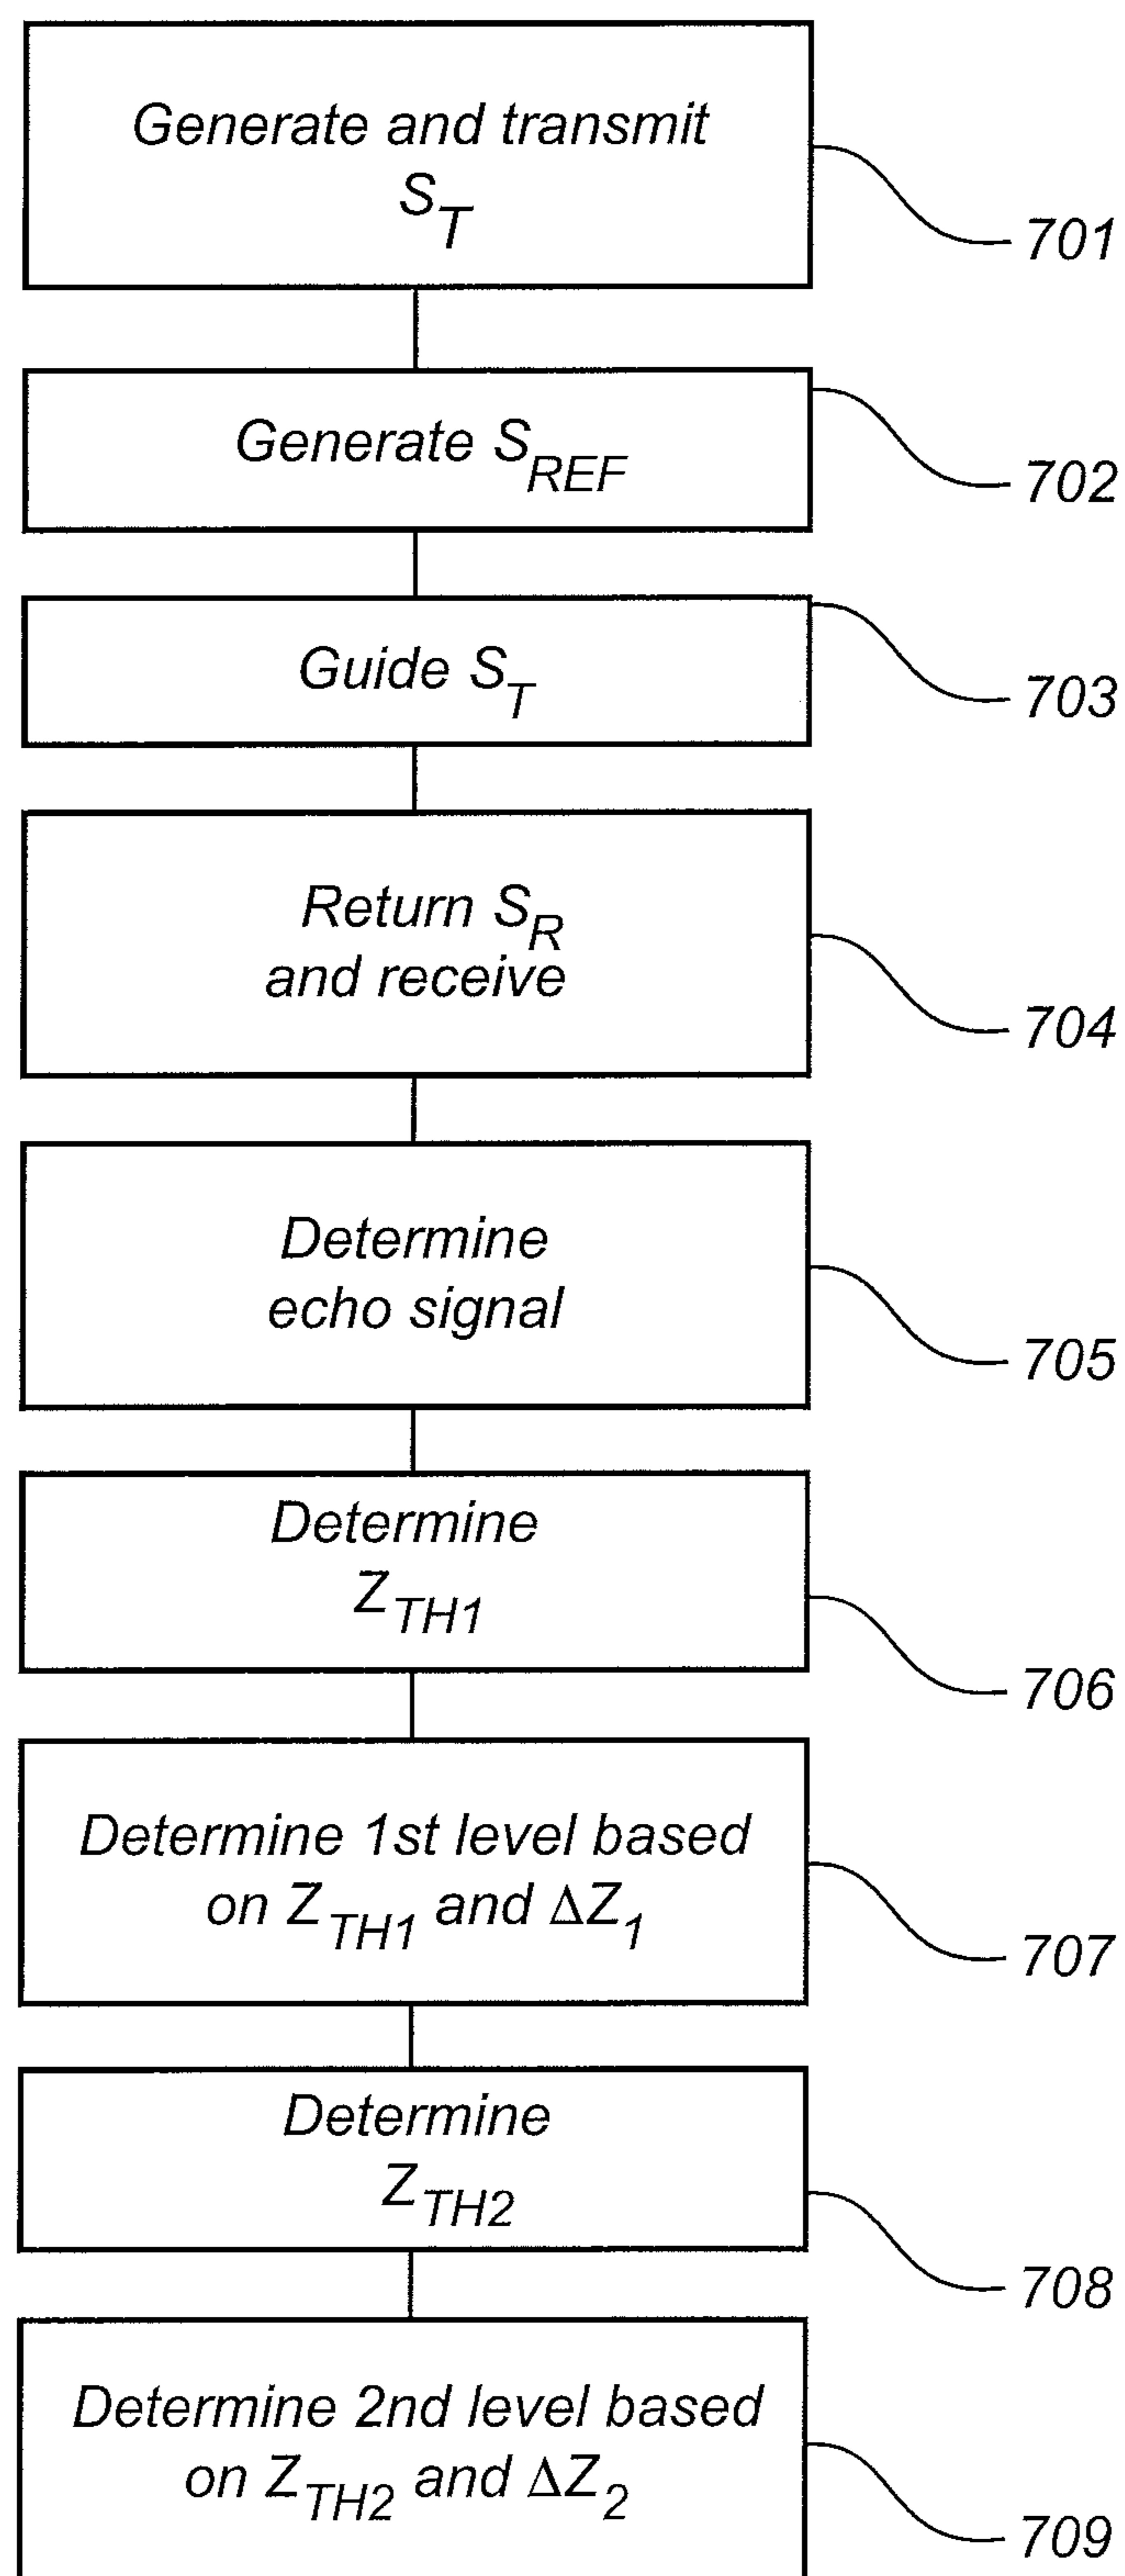 Generate and transmit
S_T
701
Generate S_REF
702
Guide S_T
703
Return S_R
and receive
704
Determine
echo signal
705
Determine
Z_TH1
706
Determine 1st level based
on Z_TH1 and ΔZ_1
707
Determine
Z_TH2
708
Determine 2nd level based
on Z_TH2 and ΔZ_2
709